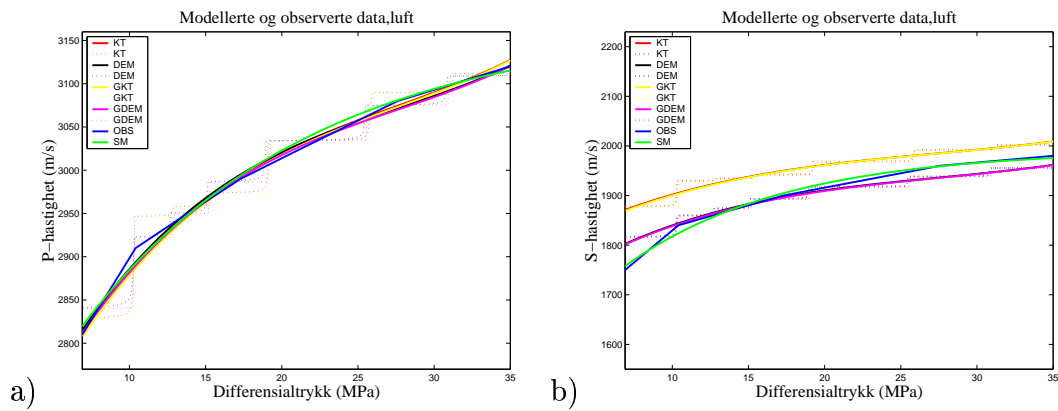 Modellerte og observerte data,luft
3150
3100
3050
3000
2950
2900
2850
2800
P−hastighet (m/s)
KT
KT
DEM
DEM
GKT
GKT
GDEM
GDEM
OBS
SM
10 15 20 25 30 35
Differensialtrykk (MPa)
a)
Modellerte og observerte data,luft
2200
2100
2000
1900
1800
1700
1600
S−hastighet (m/s)
KT
KT
DEM
DEM
GKT
GKT
GDEM
GDEM
OBS
SM
10 15 20 25 30 35
Differensialtrykk (MPa)
b)